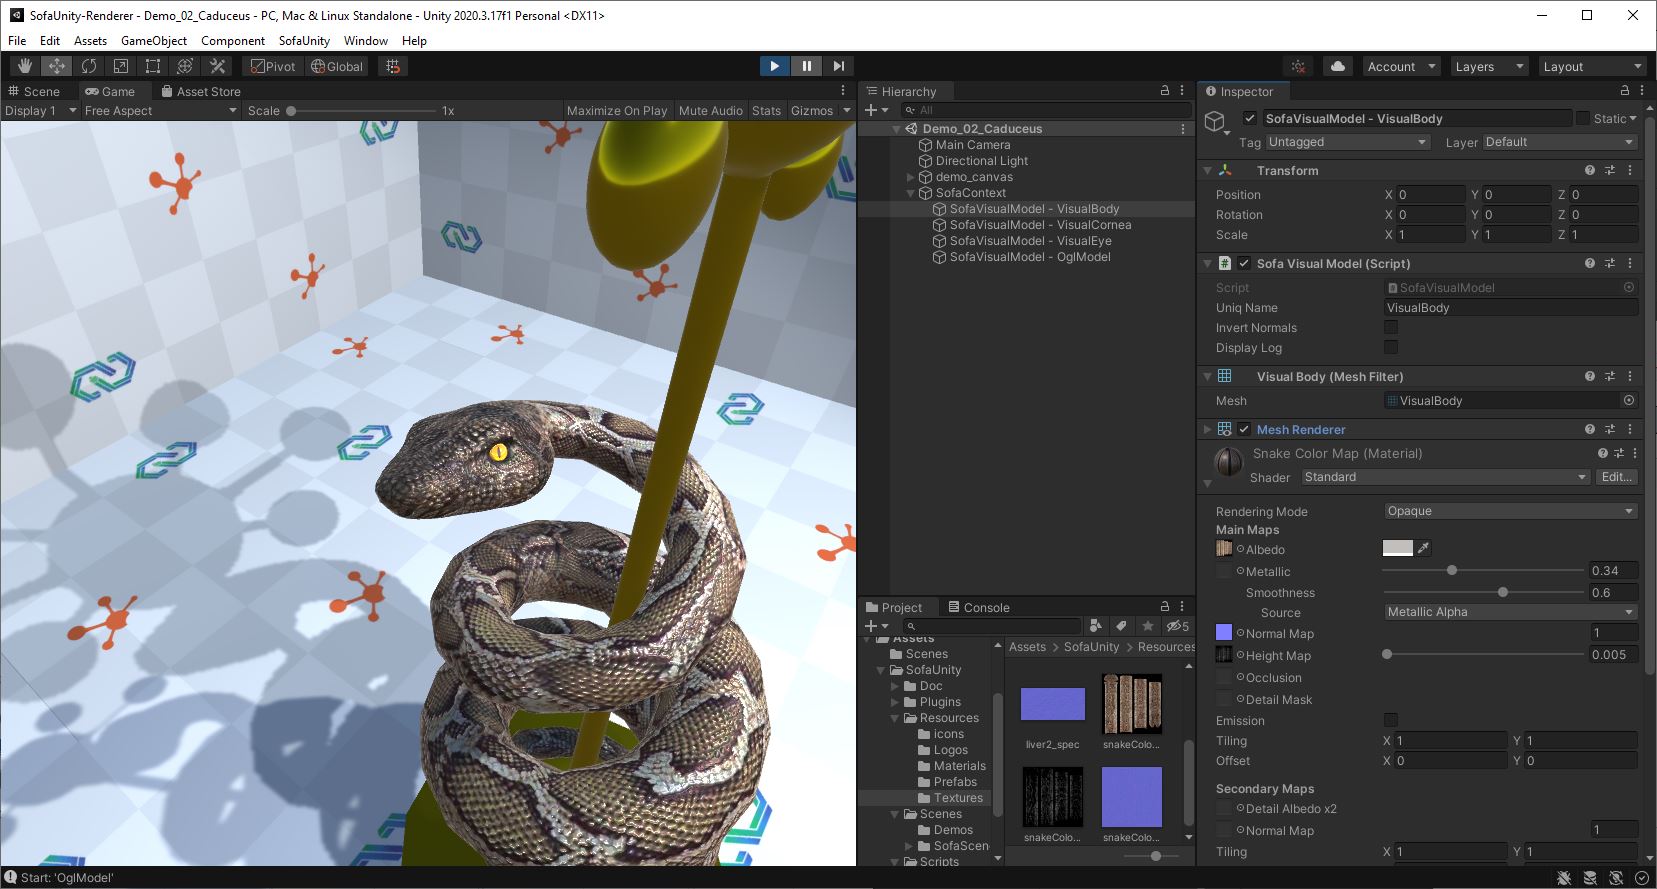 SofaUnity-Renderer - Demo_02_Caduceus - PC, Mac & Linux Standalone - Unity 2020.3.17f1 Personal <DX11>
File Edit Assets GameObject Component SofaUnity Window Help
Pivot Global Account Layers Layout
Scene Game Asset Store
Display 1 Free Aspect Scale 1x Maximize On Play Mute Audio Stats Gizmos
Hierarchy
All
Demo_02_Caduceus
Main Camera
Directional Light
demo_canvas
SofaContext
SofaVisualModel - VisualBody
SofaVisualModel - VisualCornea
SofaVisualModel - VisualEye
SofaVisualModel - OglModel
Project Console
5
Assets
Scenes
SofaUnity
Doc
Plugins
Resources
icons
Logos
Materials
Prefabs
Textures
Scenes
Demos
SofaScen
Scripts
Assets > SofaUnity > Resources
liver2_spec snakeColo...
snakeColo... snakeColo...
Inspector
SofaVisualModel - VisualBody Static
Tag Untagged Layer Default
Transform
Position X 0 Y 0 Z 0
Rotation X 0 Y 0 Z 0
Scale X 1 Y 1 Z 1
# Sofa Visual Model (Script)
Script SofaVisualModel
Uniq Name VisualBody
Invert Normals
Display Log
Visual Body (Mesh Filter)
Mesh VisualBody
Mesh Renderer
Snake Color Map (Material)
Shader Standard Edit...
Rendering Mode Opaque
Main Maps
Albedo
Metallic 0.34
Smoothness 0.6
Source Metallic Alpha
Normal Map 1
Height Map 0.005
Occlusion
Detail Mask
Emission
Tiling X 1 Y 1
Offset X 0 Y 0
Secondary Maps
Detail Albedo x2
Normal Map 1
Tiling X 1 Y 1
Start: 'OglModel'